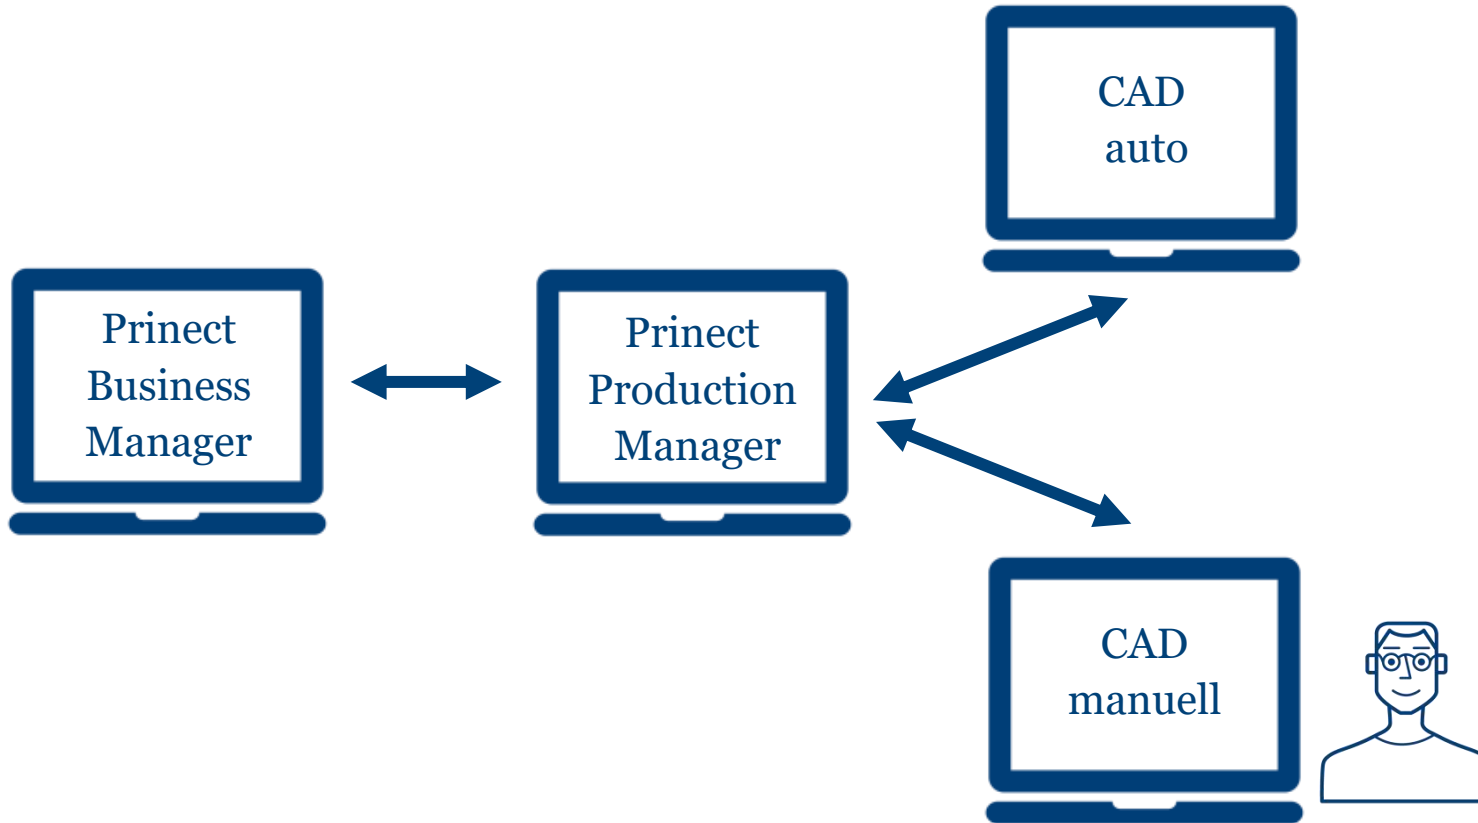 Prinect
Business
Manager
Prinect
Production
Manager
CAD
auto
CAD
manuell